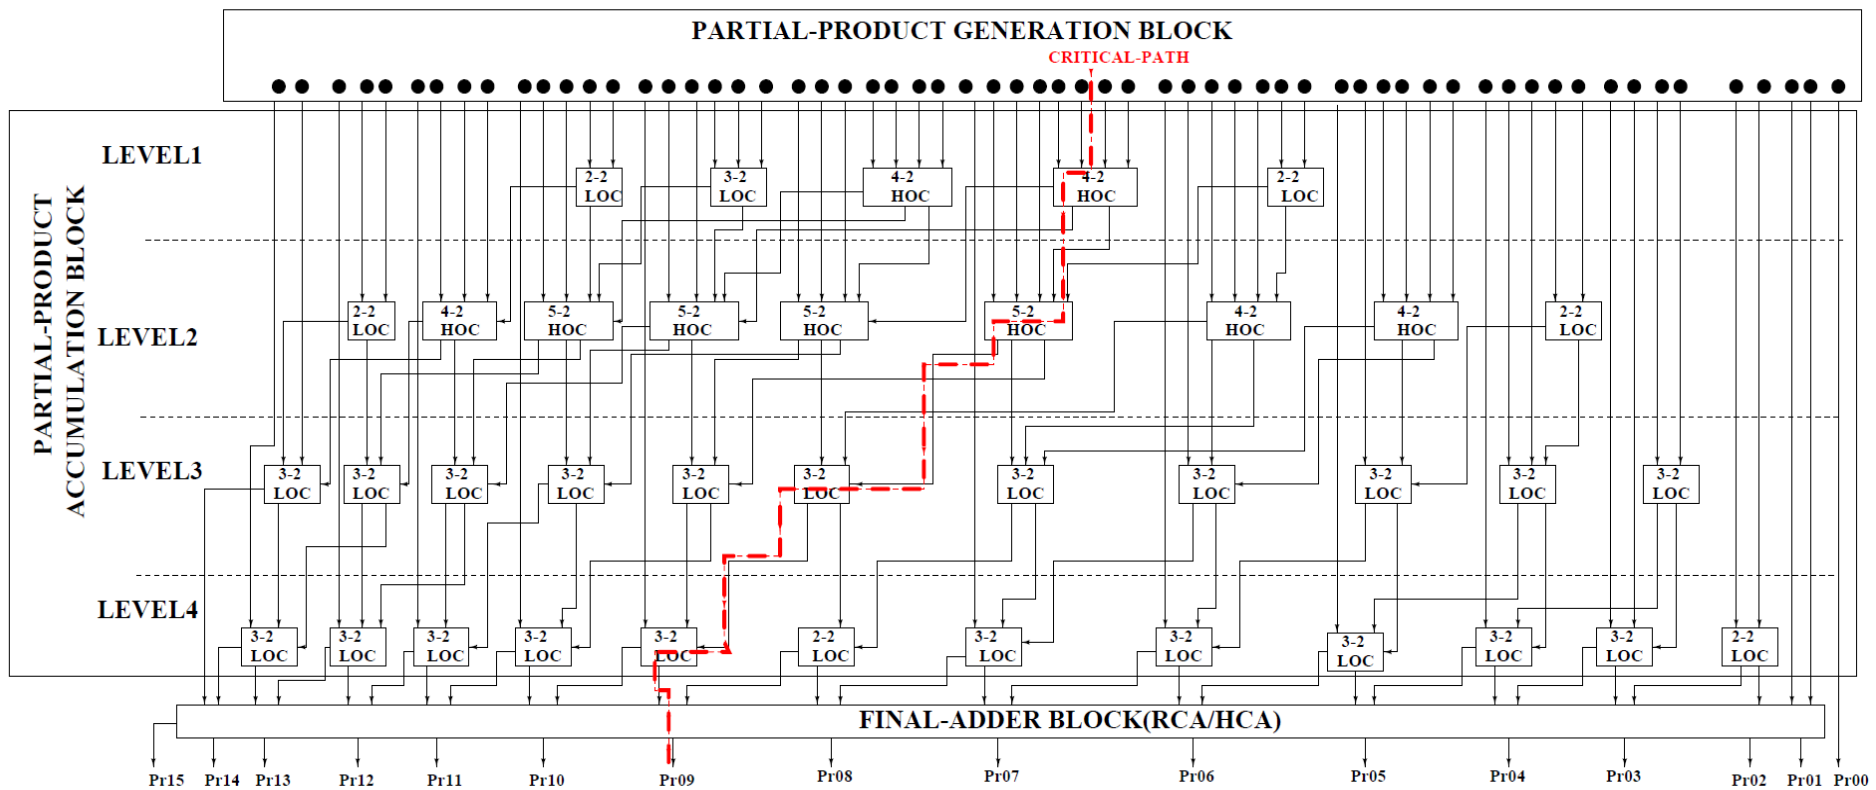 PARTIAL-PRODUCT GENERATION BLOCK
CRITICAL-PATH
PARTIAL-PRODUCT
ACCUMULATION BLOCK
LEVEL1
2-2
LOC
3-2
LOC
4-2
HOC
4-2
HOC
2-2
LOC
LEVEL2
2-2
LOC
4-2
HOC
5-2
HOC
5-2
HOC
5-2
HOC
5-2
HOC
4-2
HOC
4-2
HOC
2-2
LOC
LEVEL3
3-2
LOC
3-2
LOC
3-2
LOC
3-2
LOC
3-2
LOC
3-2
LOC
3-2
LOC
3-2
LOC
3-2
LOC
3-2
LOC
3-2
LOC
LEVEL4
3-2
LOC
3-2
LOC
3-2
LOC
3-2
LOC
3-2
LOC
2-2
LOC
3-2
LOC
3-2
LOC
3-2
LOC
3-2
LOC
3-2
LOC
2-2
LOC
FINAL-ADDER BLOCK(RCA/HCA)
Pr15 Pr14 Pr13 Pr12 Pr11 Pr10 Pr09 Pr08 Pr07 Pr06 Pr05 Pr04 Pr03 Pr02 Pr01 Pr00